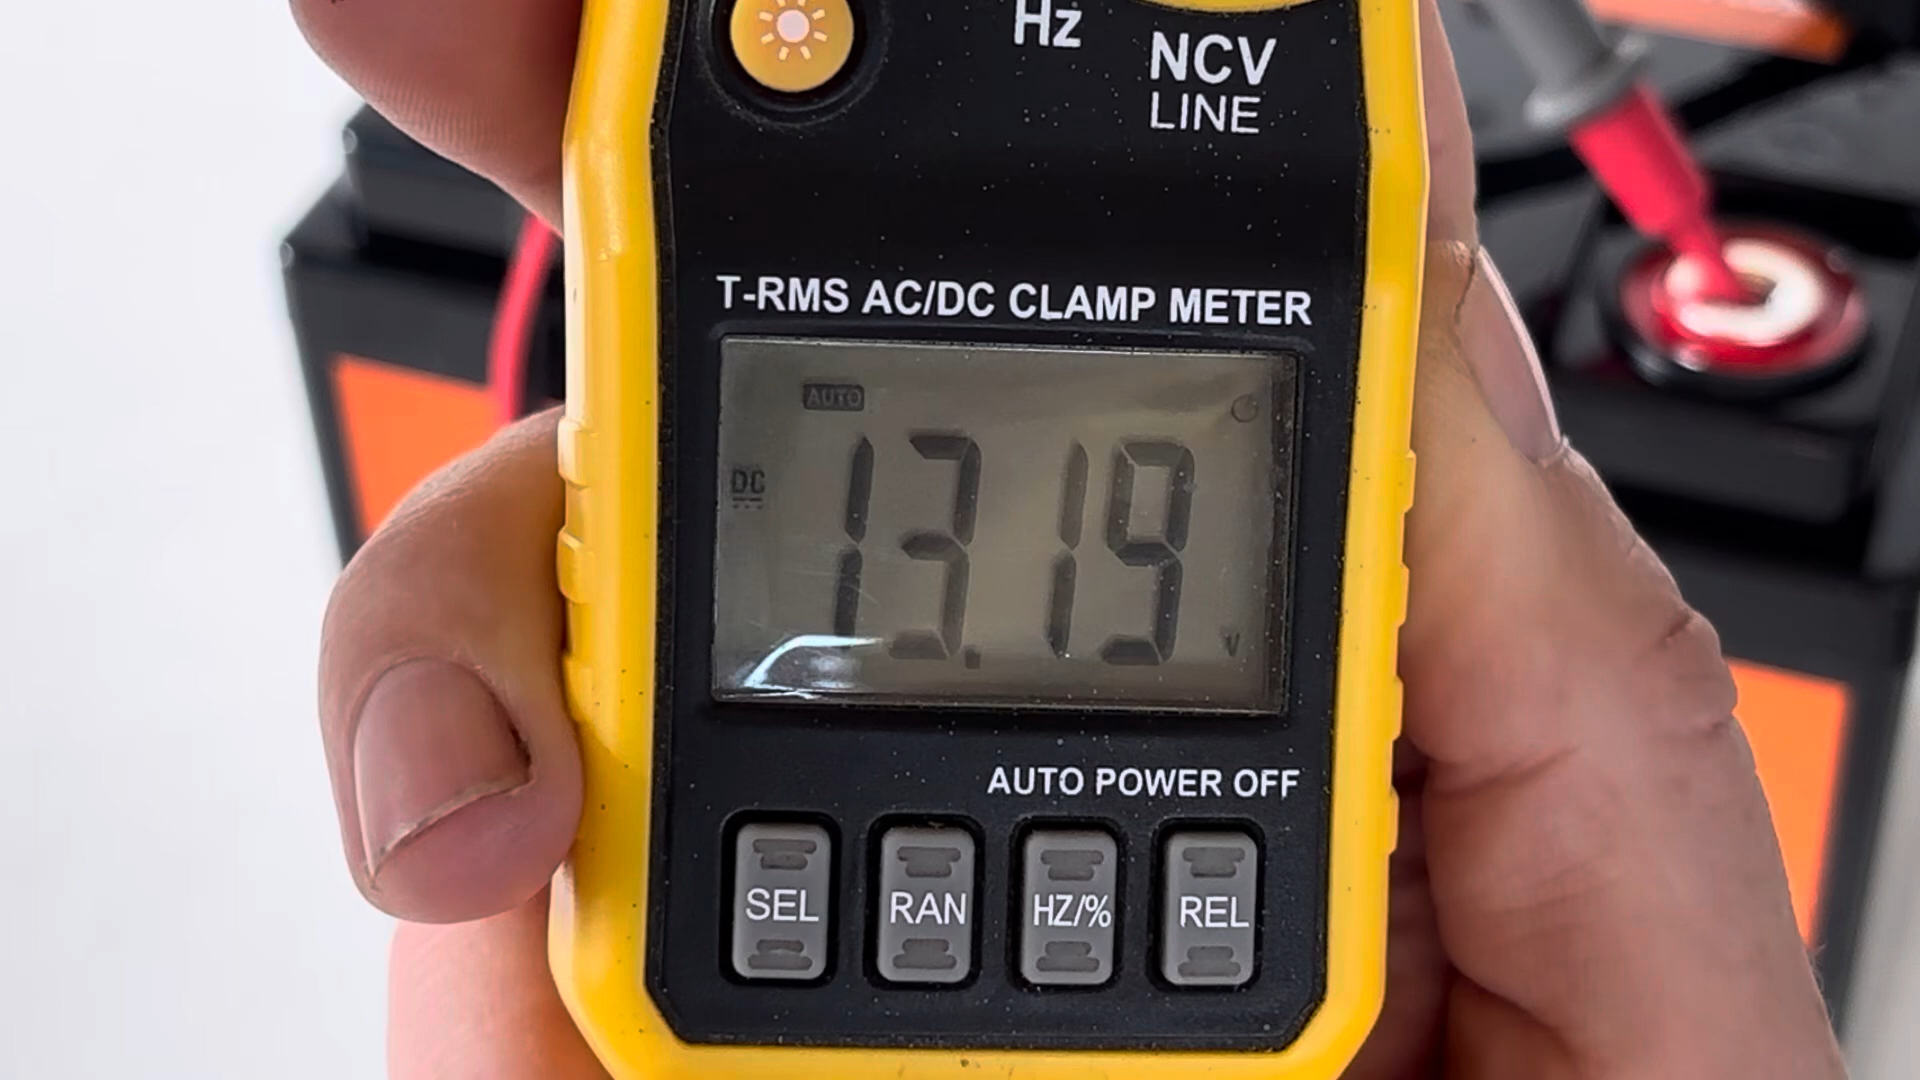 Hz
NCV
LINE
T-RMS AC/DC CLAMP METER
AUTO
DC
13.19
V
AUTO POWER OFF
SEL RAN HZ/% REL